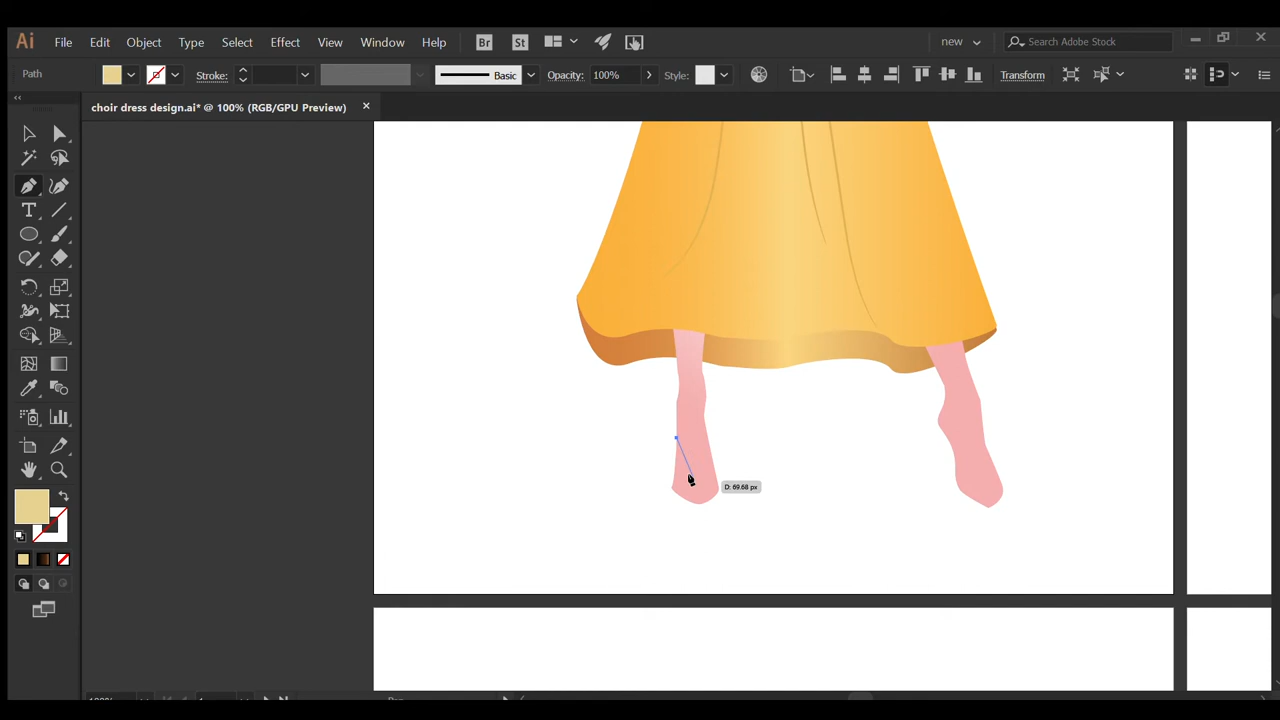 Ai File Edit Object Type Select Effect View Window Help Br St new Search Adobe Stock
Path Stroke: Basic Opacity: 100% Style: Transform
choir dress design.ai* @ 100% (RGB/GPU Preview)
D: 69.68 px